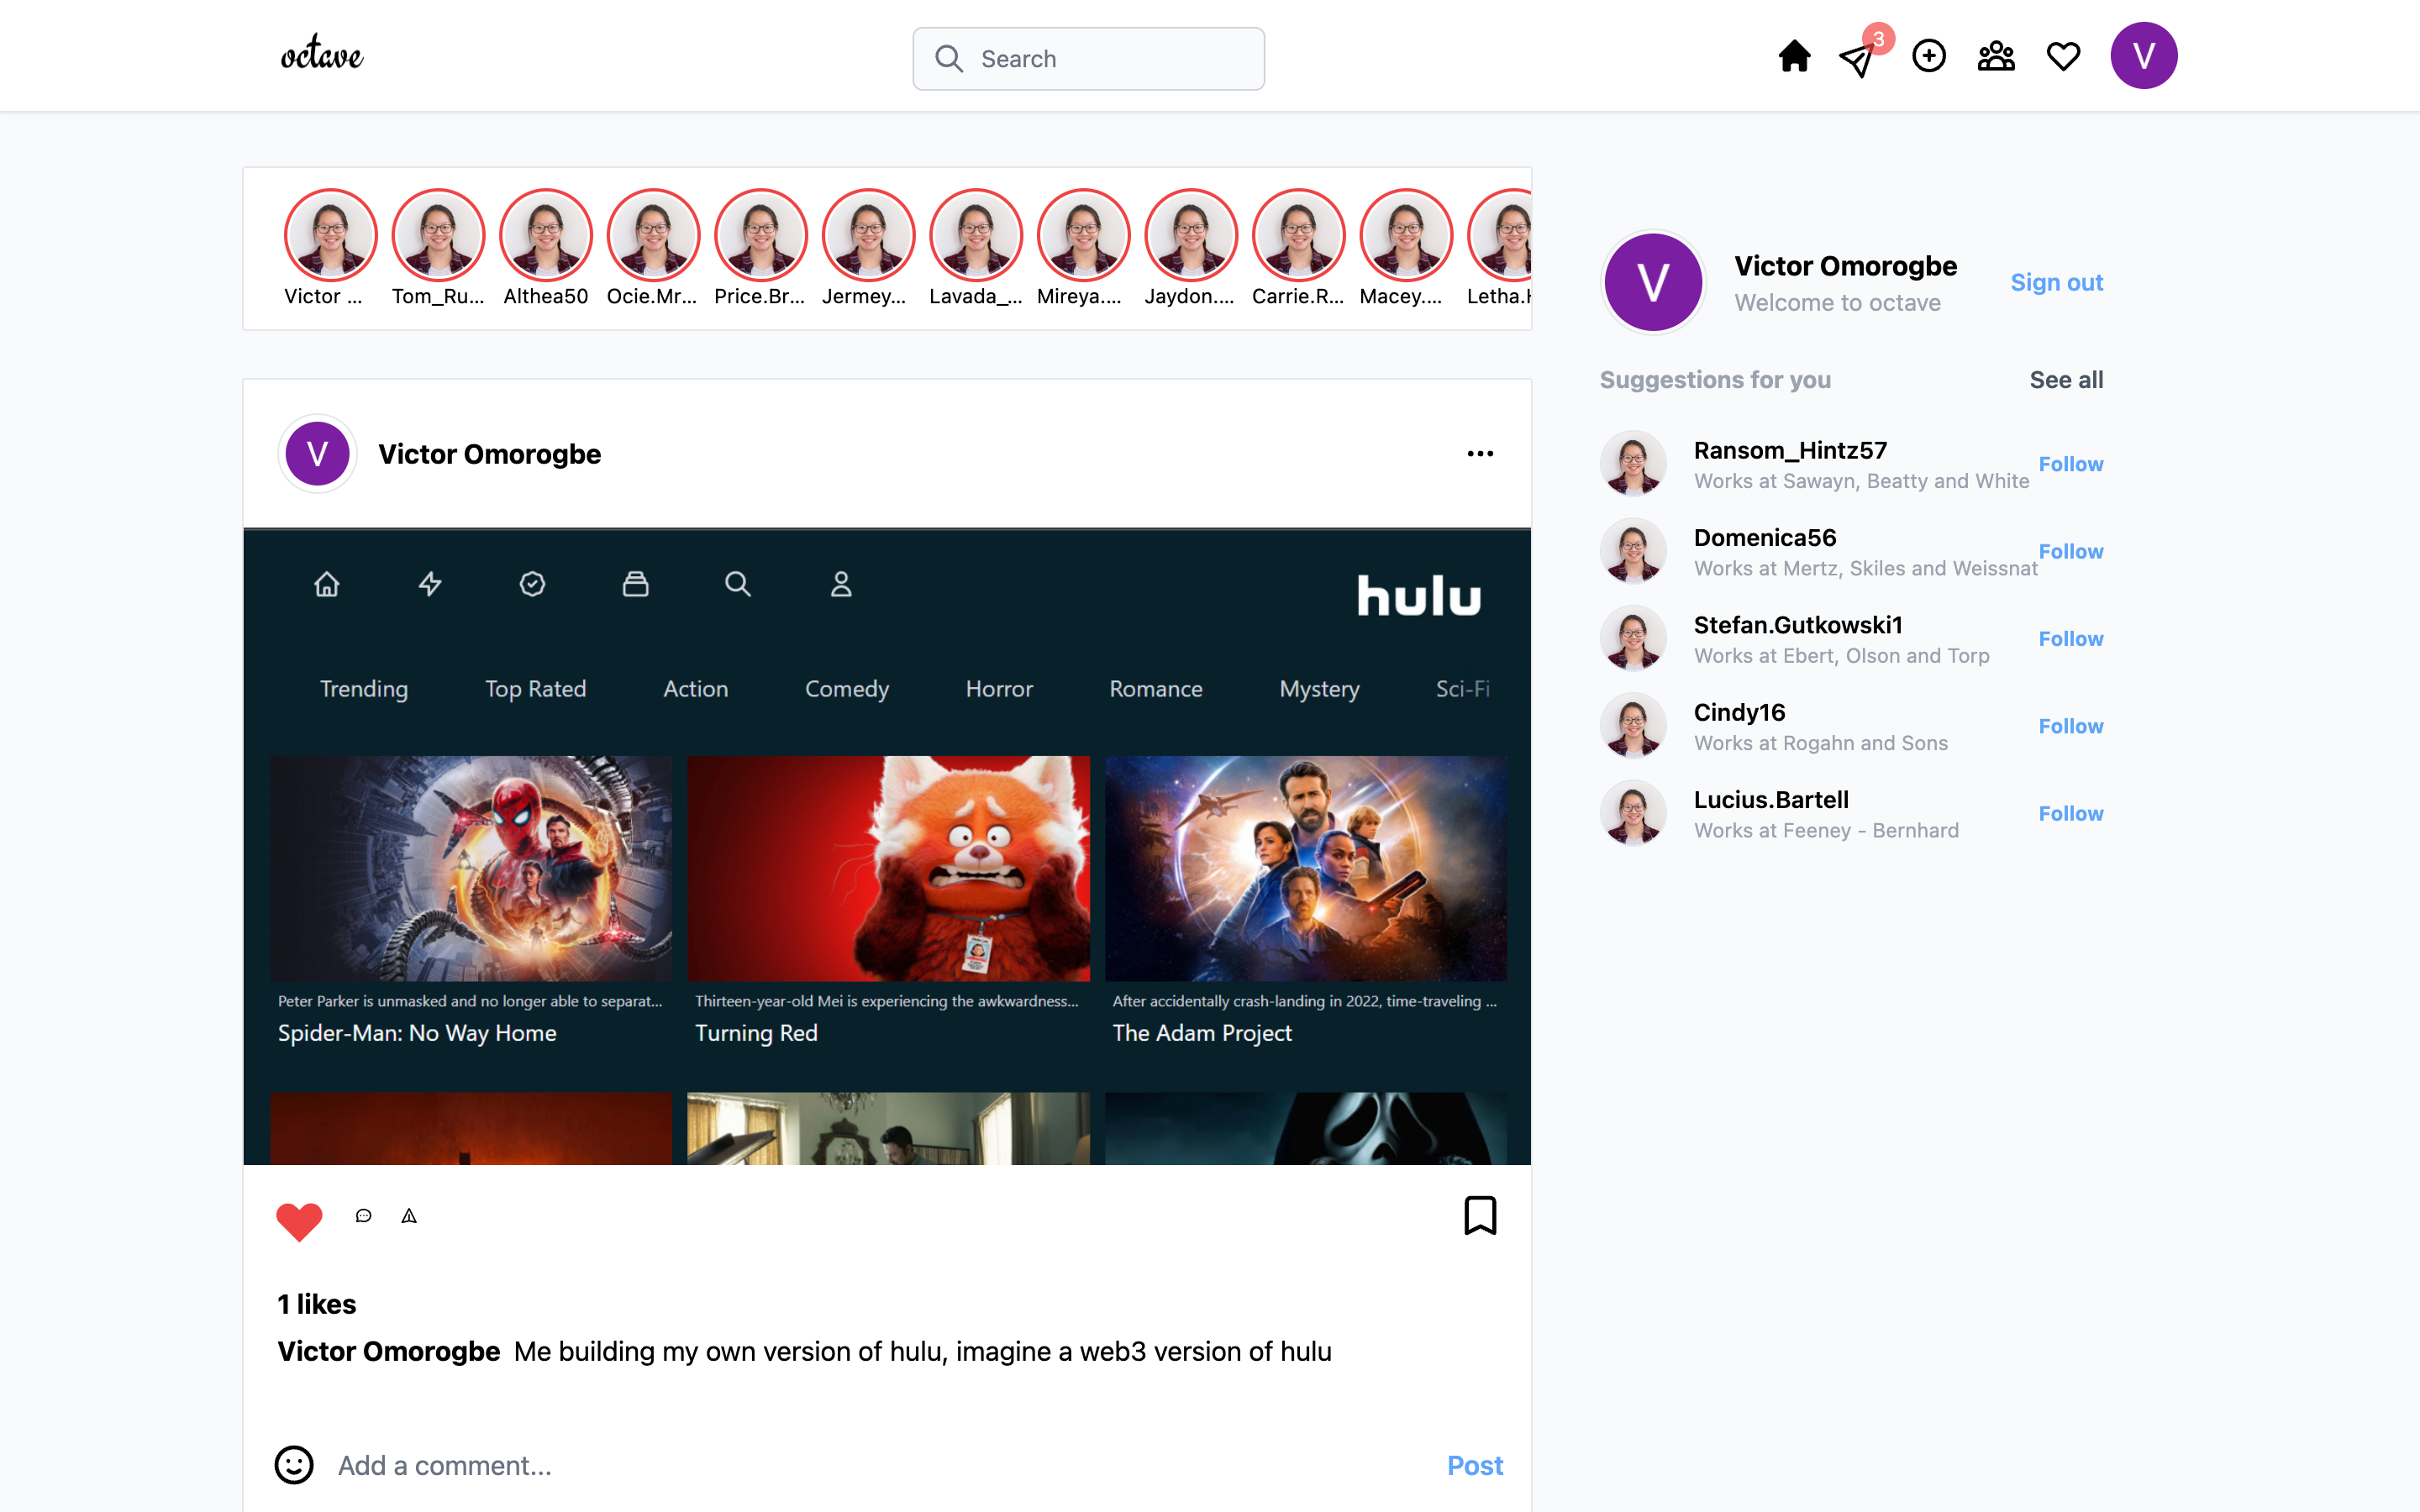 octave
Search
3
V
Victor ...
Tom_Ru...
Althea50
Ocie.Mr...
Price.Br...
Jermey...
Lavada_...
Mireya....
Jaydon....
Carrie.R...
Macey....
Letha.H
V
Victor Omorogbe
Welcome to octave
Sign out
Suggestions for you
See all
Ransom_Hintz57
Works at Sawayn, Beatty and White
Follow
Domenica56
Works at Mertz, Skiles and Weissnat
Follow
Stefan.Gutkowski1
Works at Ebert, Olson and Torp
Follow
Cindy16
Works at Rogahn and Sons
Follow
Lucius.Bartell
Works at Feeney - Bernhard
Follow
V
Victor Omorogbe
hulu
Trending
Top Rated
Action
Comedy
Horror
Romance
Mystery
Sci-Fi
Peter Parker is unmasked and no longer able to separat...
Spider-Man: No Way Home
Thirteen-year-old Mei is experiencing the awkwardness...
Turning Red
After accidentally crash-landing in 2022, time-traveling ...
The Adam Project
1 likes
Victor Omorogbe Me building my own version of hulu, imagine a web3 version of hulu
Add a comment...
Post